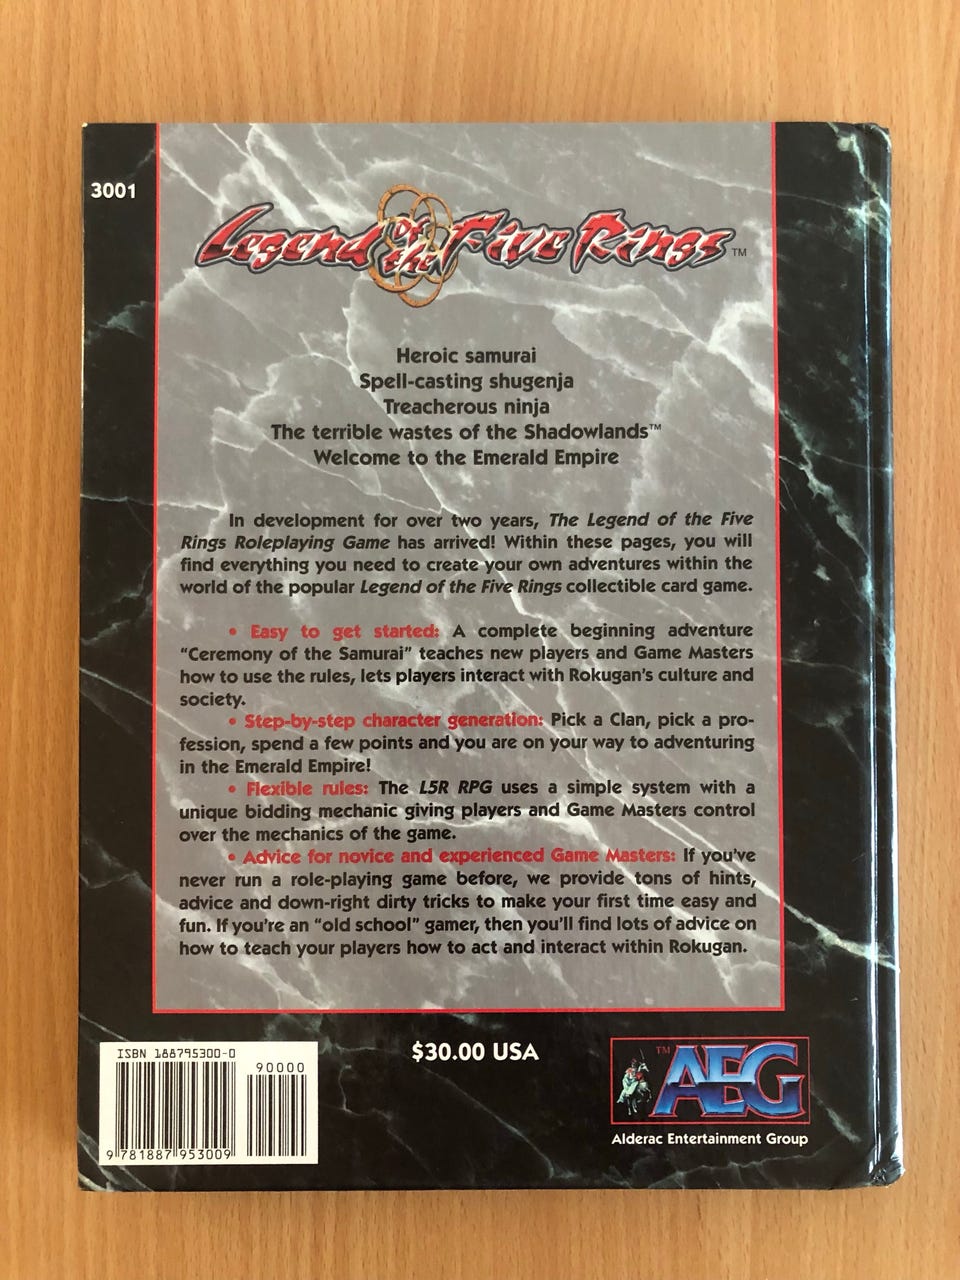 3001
Legend of the Five Rings™
Heroic samurai
Spell-casting shugenja
Treacherous ninja
The terrible wastes of the Shadowlands™
Welcome to the Emerald Empire
In development for over two years, The Legend of the Five
Rings Roleplaying Game has arrived! Within these pages, you will
find everything you need to create your own adventures within the
world of the popular Legend of the Five Rings collectible card game.
• Easy to get started: A complete beginning adventure
"Ceremony of the Samurai" teaches new players and Game Masters
how to use the rules, lets players interact with Rokugan's culture and
society.
• Step-by-step character generation: Pick a Clan, pick a pro-
fession, spend a few points and you are on your way to adventuring
in the Emerald Empire!
• Flexible rules: The L5R RPG uses a simple system with a
unique bidding mechanic giving players and Game Masters control
over the mechanics of the game.
• Advice for novice and experienced Game Masters: If you've
never run a role-playing game before, we provide tons of hints,
advice and down-right dirty tricks to make your first time easy and
fun. If you're an "old school" gamer, then you'll find lots of advice on
how to teach your players how to act and interact within Rokugan.
ISBN 188795300-0
90000
9 781887 953009
$30.00 USA
™ AEG
Alderac Entertainment Group